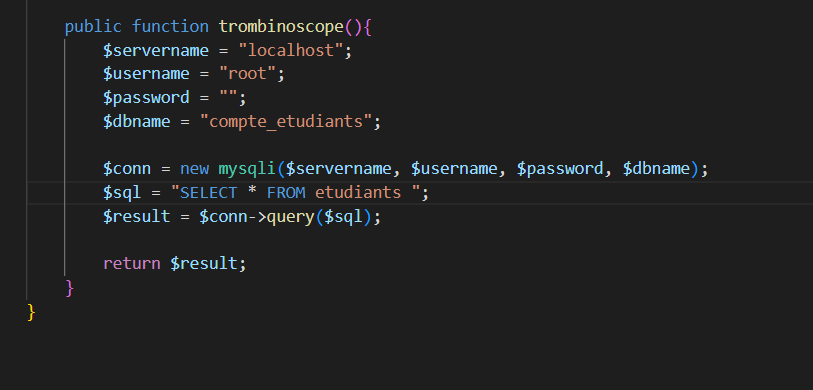 public function trombinoscope(){
$servername = "localhost";
$username = "root";
$password = "";
$dbname = "compte_etudiants";
$conn = new mysqli($servername, $username, $password, $dbname);
$sql = "SELECT * FROM etudiants ";
$result = $conn->query($sql);
return $result;
}
}